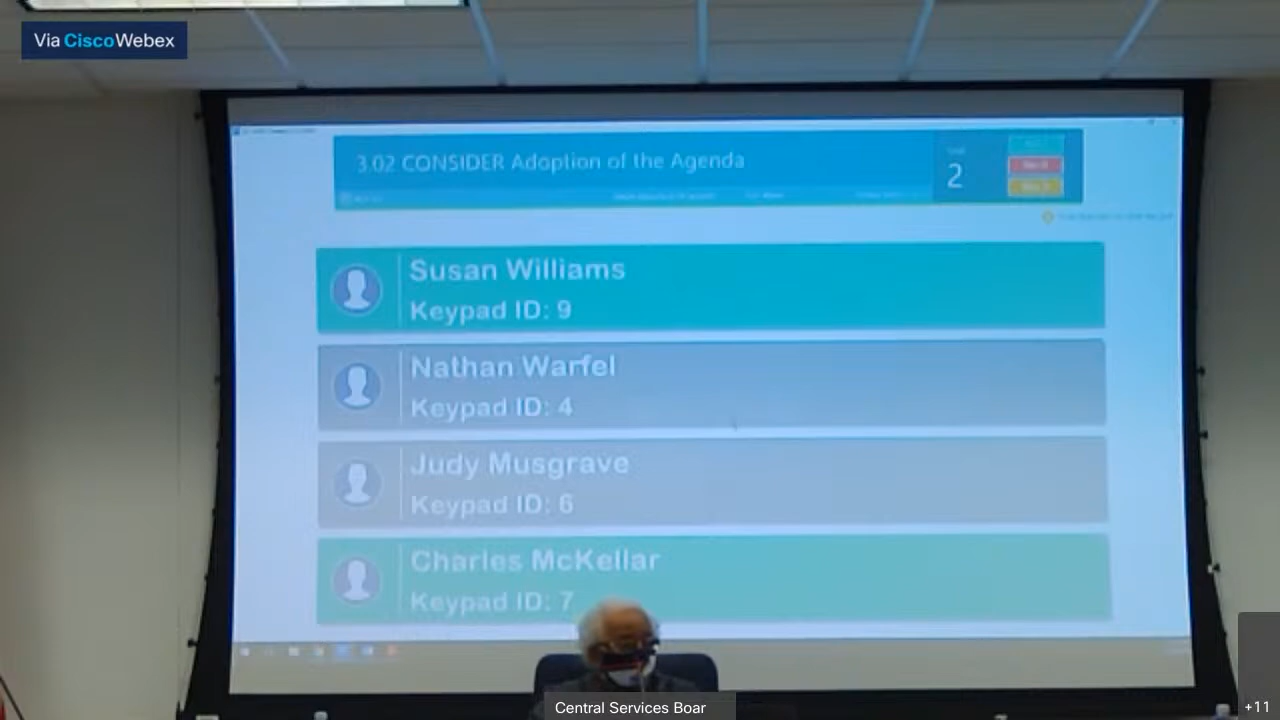 Via CiscoWebex
3.02 CONSIDER Adoption of the Agenda
2
Susan Williams
Keypad ID: 9
Nathan Warfel
Keypad ID: 4
Judy Musgrave
Keypad ID: 6
Charles McKellar
Keypad ID: 7
Central Services Boar
+11